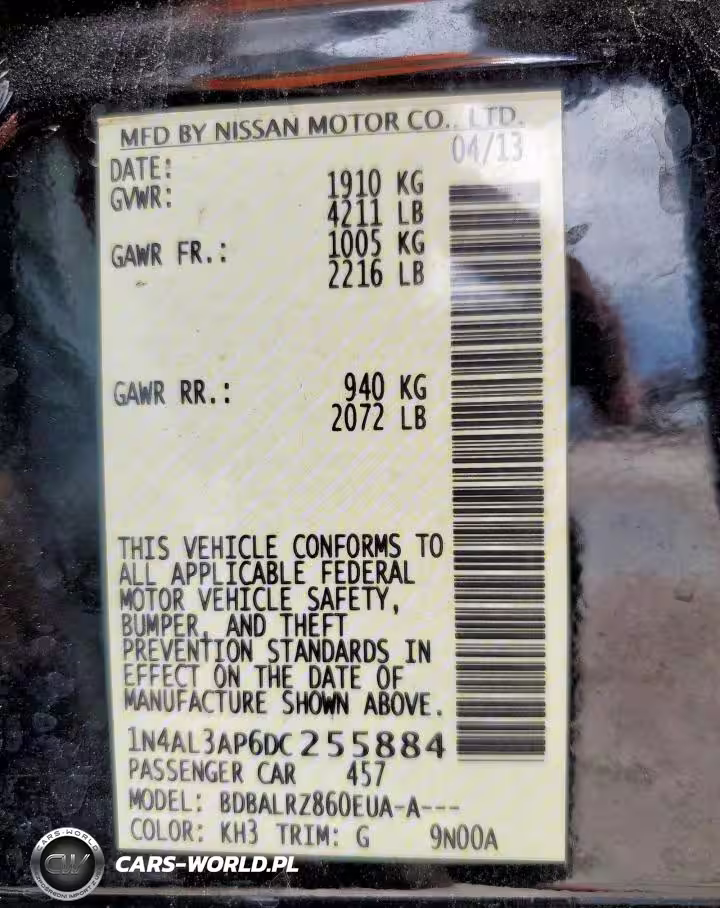 MFD BY NISSAN MOTOR CO., LTD.
DATE: 04/13
GVWR: 1910 KG
4211 LB
GAWR FR.: 1005 KG
2216 LB
GAWR RR.: 940 KG
2072 LB
THIS VEHICLE CONFORMS TO
ALL APPLICABLE FEDERAL
MOTOR VEHICLE SAFETY,
BUMPER, AND THEFT
PREVENTION STANDARDS IN
EFFECT ON THE DATE OF
MANUFACTURE SHOWN ABOVE.
1N4AL3AP6DC255884
PASSENGER CAR 457
MODEL: BDBALRZ860EUA-A---
COLOR: KH3 TRIM: G 9N00A
CARS-WORLD
CW
CARS-WORLD.PL